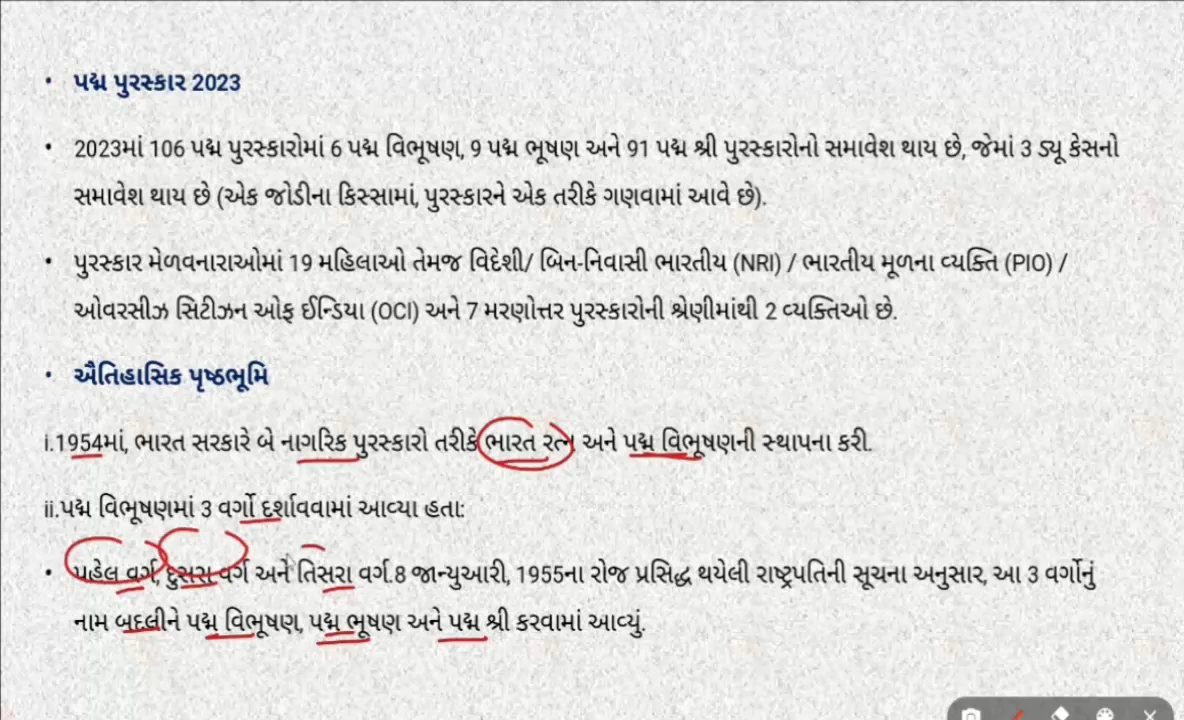 • પદ્મ પુરસ્કાર 2023
• 2023માં 106 પદ્મ પુરસ્કારોમાં 6 પદ્મ વિભૂષણ, 9 પદ્મ ભૂષણ અને 91 પદ્મ શ્રી પુરસ્કારોનો સમાવેશ થાય છે, જેમાં 3 ડ્યૂ કેસનો
સમાવેશ થાય છે (એક જોડીના કિસ્સામાં, પુરસ્કારને એક તરીકે ગણવામાં આવે છે).
• પુરસ્કાર મેળવનારાઓમાં 19 મહિલાઓ તેમજ વિદેશી/ બિન-નિવાસી ભારતીય (NRI) / ભારતીય મૂળના વ્યક્તિ (PIO) /
ઓવરસીઝ સિટીઝન ઓફ ઈન્ડિયા (OCI) અને 7 મરણોત્તર પુરસ્કારોની શ્રેણીમાંથી 2 વ્યક્તિઓ છે.
• ઐતિહાસિક પૃષ્ઠભૂમિ
i.1954માં, ભારત સરકારે બે નાગરિક પુરસ્કારો તરીકે ભારત રત્ન અને પદ્મ વિભૂષણની સ્થાપના કરી.
ii.પદ્મ વિભૂષણમાં 3 વર્ગો દર્શાવવામાં આવ્યા હતા:
• પહેલ વર્ગ, દુસરા વર્ગ અને તિસરા વર્ગ.8 જાન્યુઆરી, 1955ના રોજ પ્રસિદ્ધ થયેલી રાષ્ટ્રપતિની સૂચના અનુસાર, આ 3 વર્ગોનું
નામ બદલીને પદ્મ વિભૂષણ, પદ્મ ભૂષણ અને પદ્મ શ્રી કરવામાં આવ્યું.